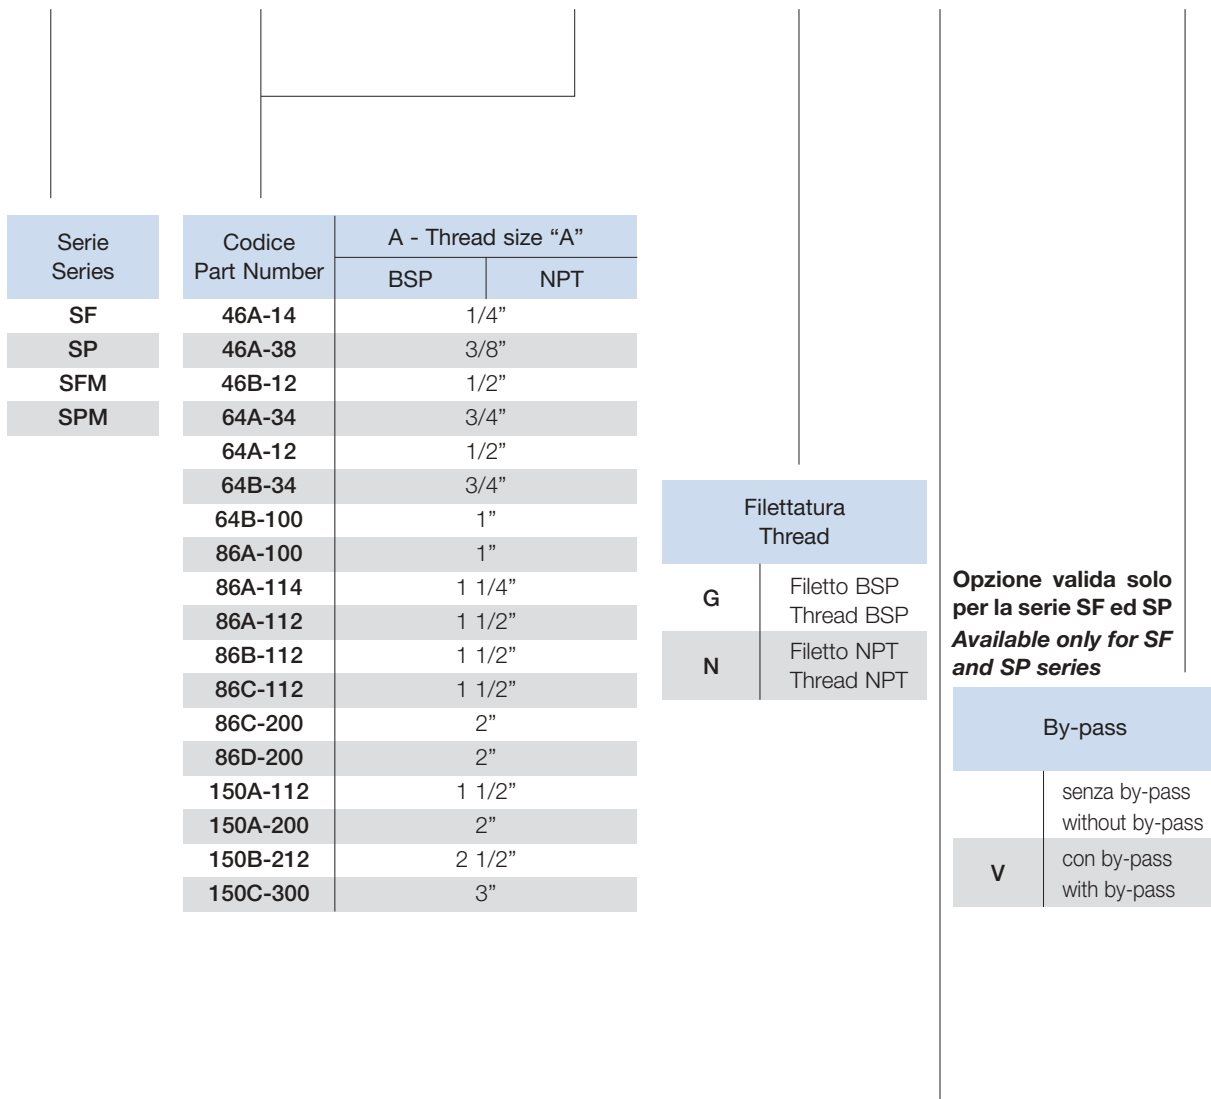 Serie
Series
SF
SP
SFM
SPM
Codice
Part Number
A - Thread size “A”
BSP NPT
46A-14 1/4”
46A-38 3/8”
46B-12 1/2”
64A-34 3/4”
64A-12 1/2”
64B-34 3/4”
64B-100 1”
86A-100 1”
86A-114 1 1/4”
86A-112 1 1/2”
86B-112 1 1/2”
86C-112 1 1/2”
86C-200 2”
86D-200 2”
150A-112 1 1/2”
150A-200 2”
150B-212 2 1/2”
150C-300 3”
Filettatura
Thread
G Filetto BSP
Thread BSP
N Filetto NPT
Thread NPT
Opzione valida solo
per la serie SF ed SP
Available only for SF
and SP series
By-pass
senza by-pass
without by-pass
V con by-pass
with by-pass